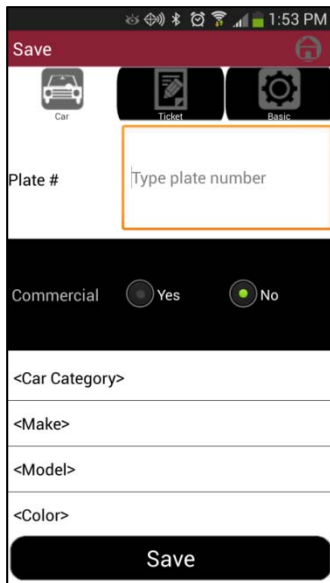 1:53 PM
Save
Car Ticket Basic
Plate # Type plate number
Commercial Yes No
<Car Category>
<Make>
<Model>
<Color>
Save